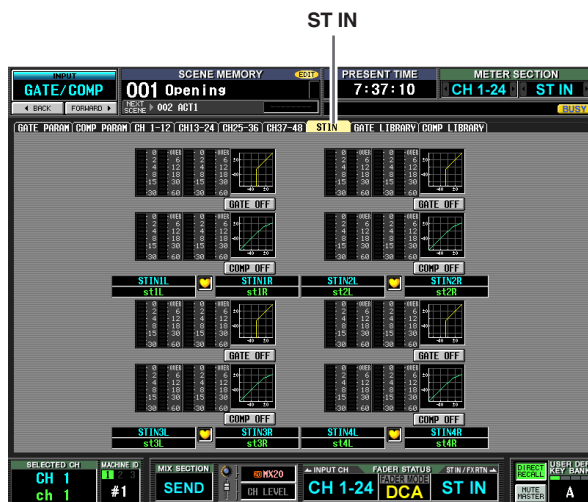 ST IN
INPUT
GATE/COMP
BACK
FORWARD
SCENE MEMORY
EDIT
001 Opening
NEXT SCENE
002 ACT1
PRESENT TIME
7:37:10
METER SECTION
CH 1-24
ST IN
BUSY
GATE PARAM COMP PARAM CH 1-12 CH13-24 CH25-36 CH37-48 STIN GATE LIBRARY COMP LIBRARY
GATE OFF GATE OFF
COMP OFF COMP OFF
STIN1L STIN1R STIN2L STIN2R
st1L st1R st2L st2R
GATE OFF GATE OFF
COMP OFF COMP OFF
STIN3L STIN3R STIN4L STIN4R
st3L st3R st4L st4R
SELECTED CH
CH 1
ch 1
MACHINE ID
1 2 3
#1
MIX SECTION
SEND
MX20
CH LEVEL
INPUT CH
FADER STATUS
ST IN/FXRTN
CH 1-24
FADER MODE
DCA
ST IN
DIRECT RECALL
MUTE MASTER
USER DEF
KEY BANK
A